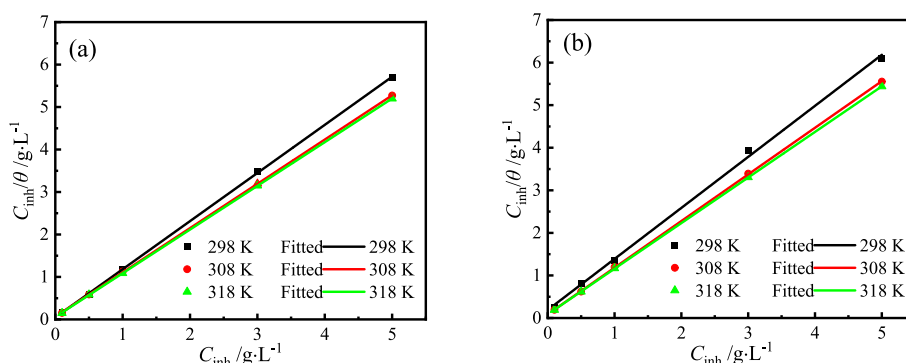 (a)
C_inh/θ /g·L⁻¹
7
6
5
4
3
2
1
0
298 K Fitted 298 K
308 K Fitted 308 K
318 K Fitted 318 K
0 1 2 3 4 5
C_inh /g·L⁻¹
(b)
C_inh/θ /g·L⁻¹
7
6
5
4
3
2
1
0
298 K Fitted 298 K
308 K Fitted 308 K
318 K Fitted 318 K
0 1 2 3 4 5
C_inh /g·L⁻¹